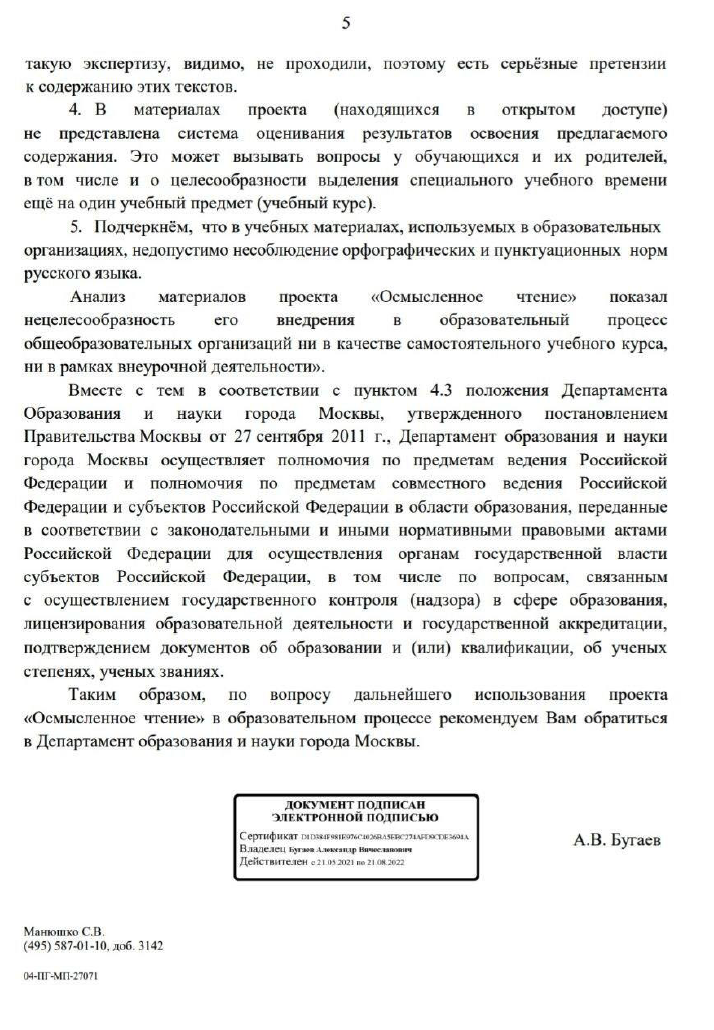 5
такую экспертизу, видимо, не проходили, поэтому есть серьёзные претензии
к содержанию этих текстов.
4. В материалах проекта (находящихся в открытом доступе)
не представлена система оценивания результатов освоения предлагаемого
содержания. Это может вызывать вопросы у обучающихся и их родителей,
в том числе и о целесообразности выделения специального учебного времени
ещё на один учебный предмет (учебный курс).
5. Подчеркнём, что в учебных материалах, используемых в образовательных
организациях, недопустимо несоблюдение орфографических и пунктуационных норм
русского языка.
Анализ материалов проекта «Осмысленное чтение» показал
нецелесообразность его внедрения в образовательный процесс
общеобразовательных организаций ни в качестве самостоятельного учебного курса,
ни в рамках внеурочной деятельности».
Вместе с тем в соответствии с пунктом 4.3 положения Департамента
Образования и науки города Москвы, утвержденного постановлением
Правительства Москвы от 27 сентября 2011 г., Департамент образования и науки
города Москвы осуществляет полномочия по предметам ведения Российской
Федерации и полномочия по предметам совместного ведения Российской
Федерации и субъектов Российской Федерации в области образования, переданные
в соответствии с законодательными и иными нормативными правовыми актами
Российской Федерации для осуществления органам государственной власти
субъектов Российской Федерации, в том числе по вопросам, связанным
с осуществлением государственного контроля (надзора) в сфере образования,
лицензирования образовательной деятельности и государственной аккредитации,
подтверждением документов об образовании и (или) квалификации, об ученых
степенях, ученых званиях.
Таким образом, по вопросу дальнейшего использования проекта
«Осмысленное чтение» в образовательном процессе рекомендуем Вам обратиться
в Департамент образования и науки города Москвы.
ДОКУМЕНТ ПОДПИСАН
ЭЛЕКТРОННОЙ ПОДПИСЬЮ
Сертификат
Владелец Бугаев Александр Вячеславович
Действителен с 21.05.2021 по 21.08.2022
А.В. Бугаев
Манюшко С.В.
(495) 587-01-10, доб. 3142
04-ПГ-МП-27071